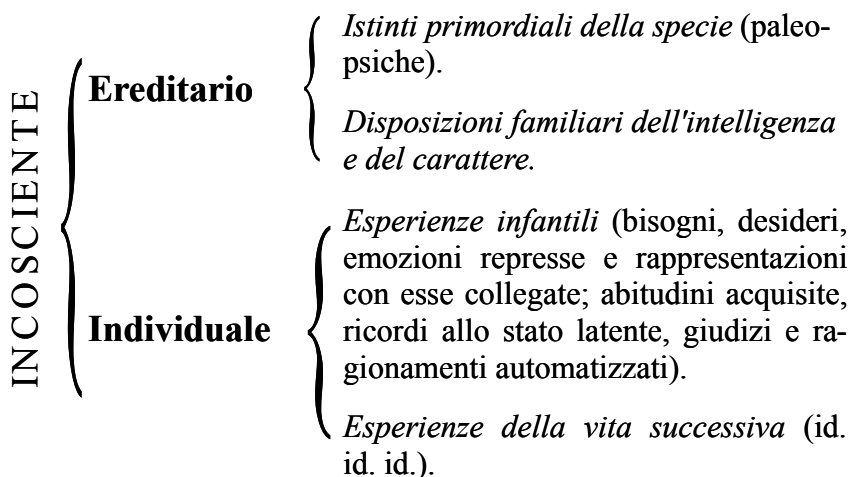 INCOSCIENTE
Ereditario
Istinti primordiali della specie (paleo-
psiche).
Disposizioni familiari dell'intelligenza
e del carattere.
Individuale
Esperienze infantili (bisogni, desideri,
emozioni represse e rappresentazioni
con esse collegate; abitudini acquisite,
ricordi allo stato latente, giudizi e ra-
gionamenti automatizzati).
Esperienze della vita successiva (id.
id. id.).